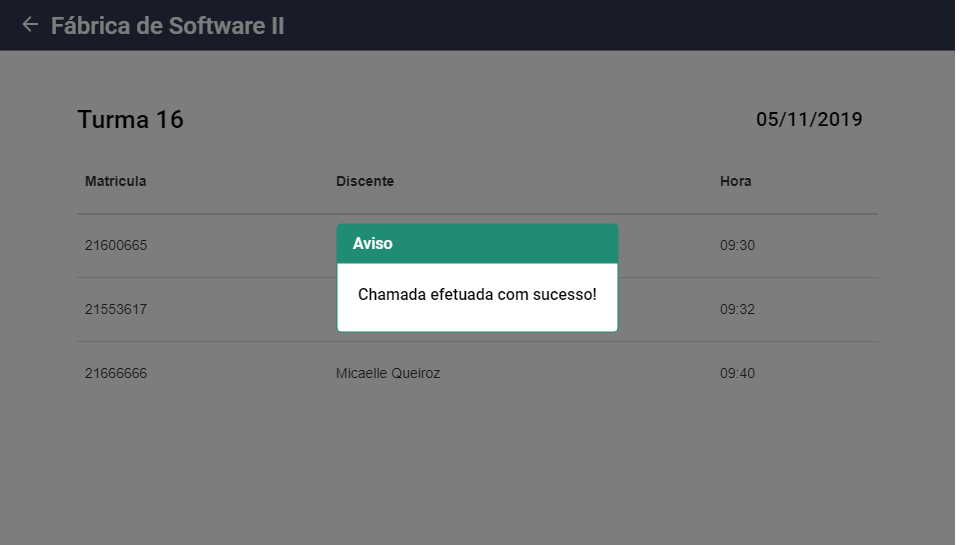 Fábrica de Software II
Turma 16 05/11/2019
Matricula Discente Hora
21600665 09:30
Aviso
Chamada efetuada com sucesso!
21553617 09:32
21666666 Micaelle Queiroz 09:40